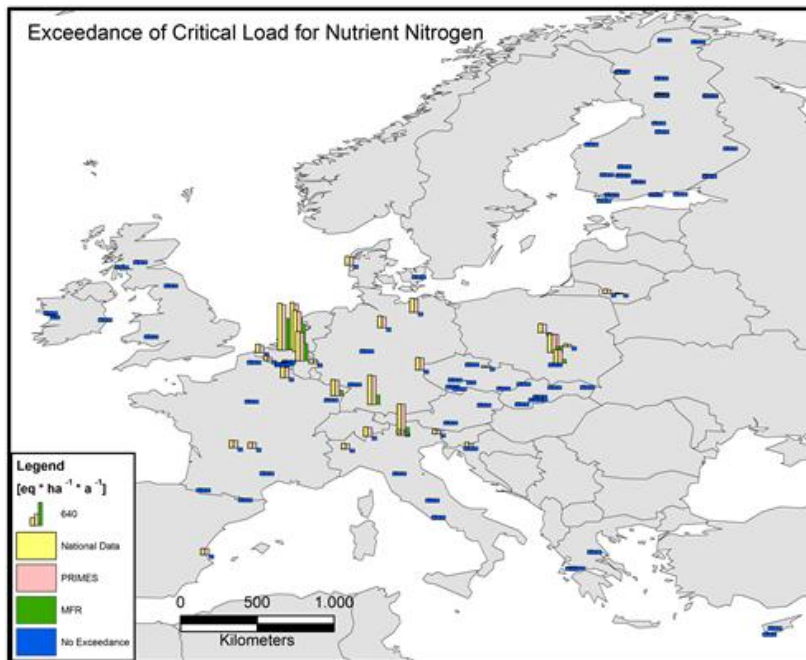 Exceedance of Critical Load for Nutrient Nitrogen
Legend
[eq * ha⁻¹ * a⁻¹]
640
National Data
PRIMES
MFR
No Exceedance
0 500 1.000
Kilometers